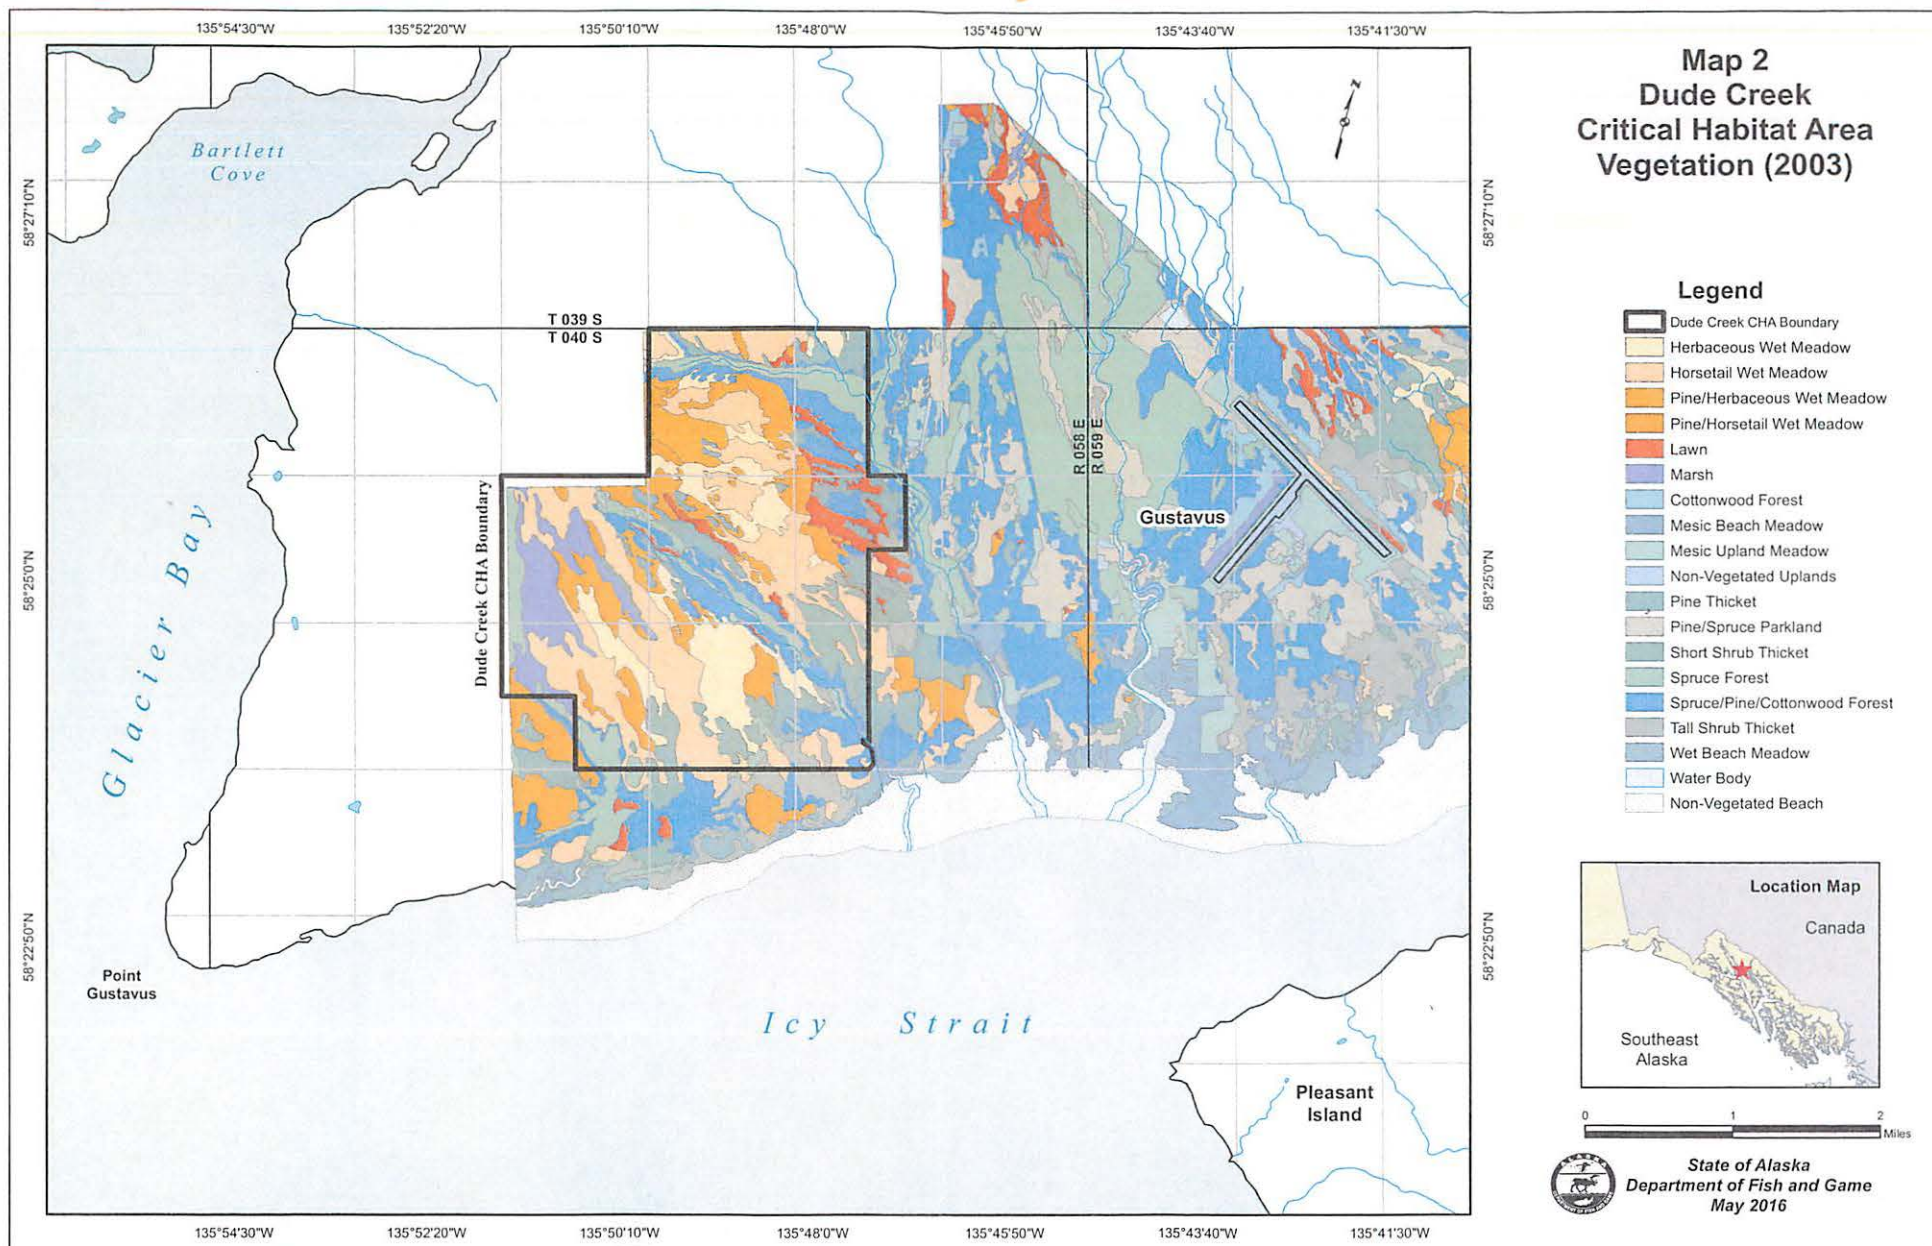 135°54'30"W 135°52'20"W 135°50'10"W 135°48'0"W 135°45'50"W 135°43'40"W 135°41'30"W
Map 2
Dude Creek
Critical Habitat Area
Vegetation (2003)
N
Bartlett
Cove
58°27'10"N
58°27'10"N
T 039 S
T 040 S
R 058 E
R 059 E
Gustavus
Dude Creek CHA Boundary
Glacier Bay
58°25'0"N
58°25'0"N
58°22'50"N
58°22'50"N
Point
Gustavus
Icy Strait
Pleasant
Island
Legend
Dude Creek CHA Boundary
Herbaceous Wet Meadow
Horsetail Wet Meadow
Pine/Herbaceous Wet Meadow
Pine/Horsetail Wet Meadow
Lawn
Marsh
Cottonwood Forest
Mesic Beach Meadow
Mesic Upland Meadow
Non-Vegetated Uplands
Pine Thicket
Pine/Spruce Parkland
Short Shrub Thicket
Spruce Forest
Spruce/Pine/Cottonwood Forest
Tall Shrub Thicket
Wet Beach Meadow
Water Body
Non-Vegetated Beach
Location Map
Canada
Southeast
Alaska
0 1 2
Miles
State of Alaska
Department of Fish and Game
May 2016
135°54'30"W 135°52'20"W 135°50'10"W 135°48'0"W 135°45'50"W 135°43'40"W 135°41'30"W